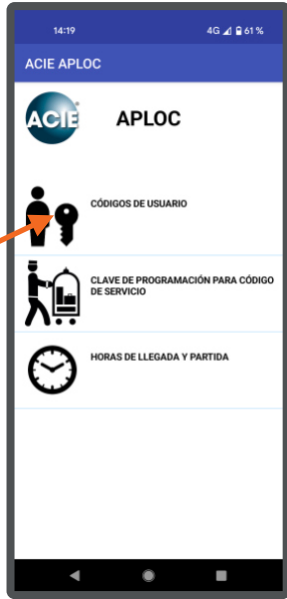 14:19 4G 61 %
ACIE APLOC
ACIE APLOC
CÓDIGOS DE USUARIO
CLAVE DE PROGRAMACIÓN PARA CÓDIGO
DE SERVICIO
HORAS DE LLEGADA Y PARTIDA